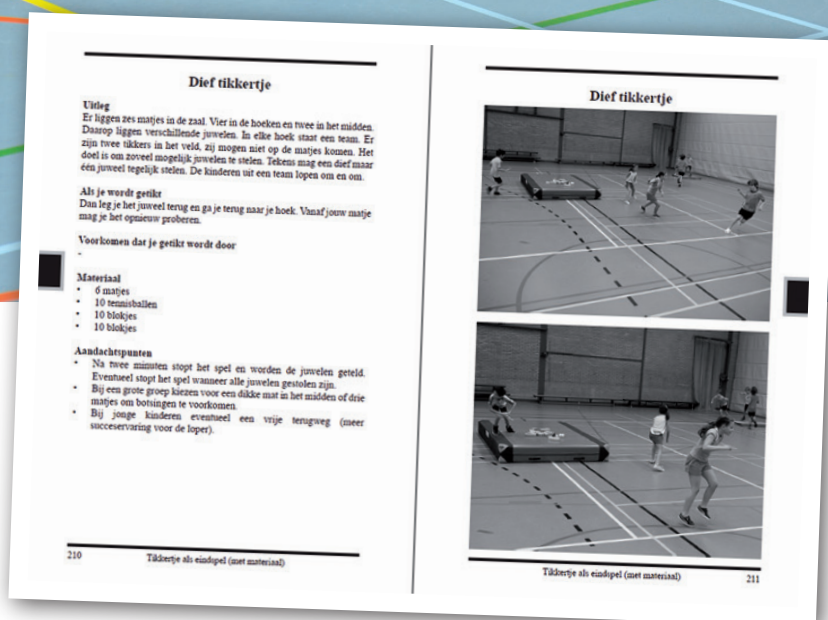 Dief tikkertje
Uitleg
Er liggen zes matjes in de zaal. Vier in de hoeken en twee in het midden.
Daarop liggen verschillende juwelen. In elke hoek staat een team. Er
zijn twee tikkers in het veld, zij mogen niet op de matjes komen. Het
doel is om zoveel mogelijk juwelen te stelen. Tekens mag een dief maar
één juweel tegelijk stelen. De kinderen uit een team lopen om en om.
Als je wordt getikt
Dan leg je het juweel terug en ga je terug naar je hoek. Vanaf jouw matje
mag je het opnieuw proberen.
Voorkomen dat je getikt wordt door
-
Materiaal
• 6 matjes
• 10 tennisballen
• 10 blokjes
• 10 blokjes
Aandachtspunten
• Na twee minuten stopt het spel en worden de juwelen geteld.
Eventueel stopt het spel wanneer alle juwelen gestolen zijn.
• Bij een grote groep kiezen voor een dikke mat in het midden of drie
matjes om botsingen te voorkomen.
• Bij jonge kinderen eventueel een vrije terugweg (meer
succeservaring voor de loper).
210 Tikkertje als eindspel (met materiaal)
Dief tikkertje
Tikkertje als eindspel (met materiaal) 211